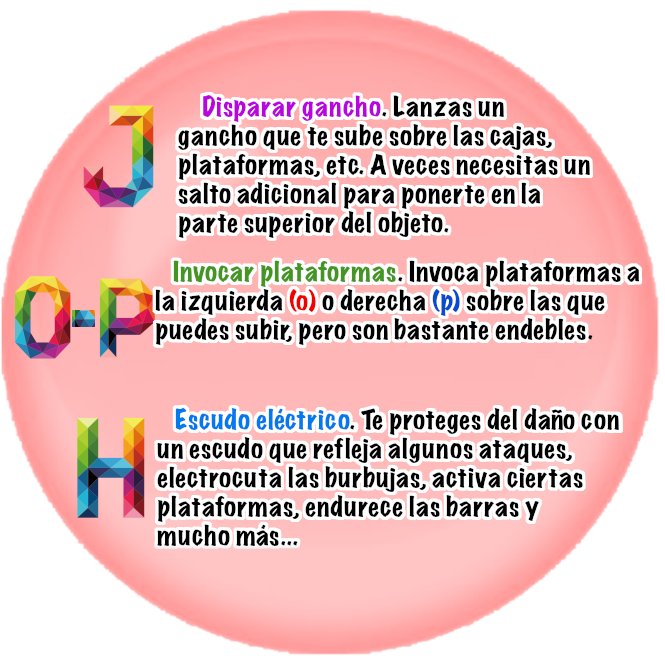 J
Disparar gancho. Lanzas un
gancho que te sube sobre las cajas,
plataformas, etc. A veces necesitas un
salto adicional para ponerte en la
parte superior del objeto.
O-P
Invocar plataformas. Invoca plataformas a
la izquierda (o) o derecha (p) sobre las que
puedes subir, pero son bastante endebles.
H
Escudo eléctrico. Te proteges del daño con
un escudo que refleja algunos ataques,
electrocuta las burbujas, activa ciertas
plataformas, endurece las barras y
mucho más...